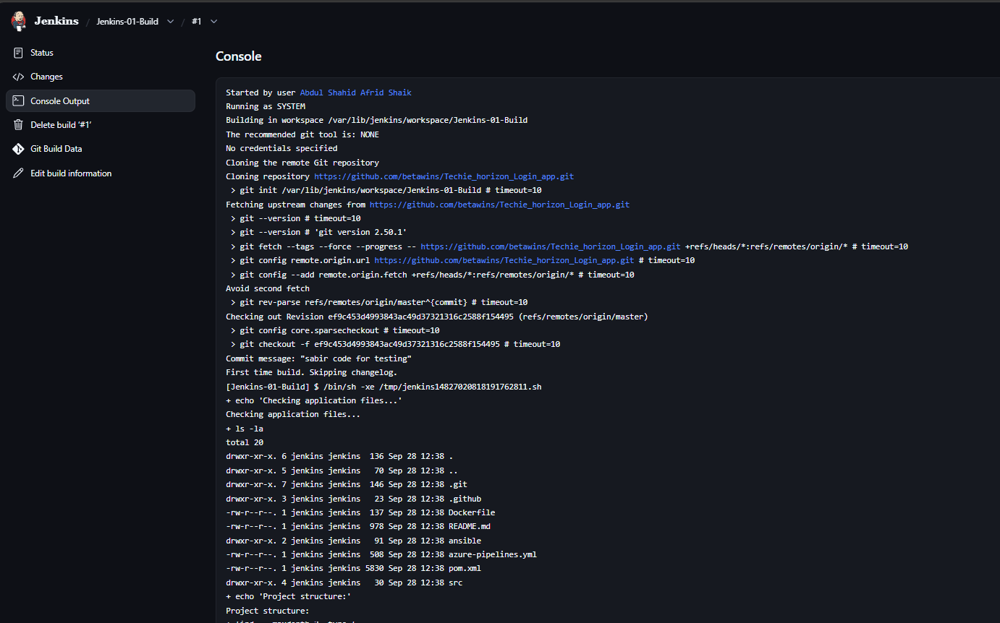 Jenkins / Jenkins-01-Build / #1
Status
Changes
Console Output
Delete build '#1'
Git Build Data
Edit build information
Console
Started by user Abdul Shahid Afrid Shaik
Running as SYSTEM
Building in workspace /var/lib/jenkins/workspace/Jenkins-01-Build
The recommended git tool is: NONE
No credentials specified
Cloning the remote Git repository
Cloning repository https://github.com/betawins/Techie_horizon_Login_app.git
 > git init /var/lib/jenkins/workspace/Jenkins-01-Build # timeout=10
Fetching upstream changes from https://github.com/betawins/Techie_horizon_Login_app.git
 > git --version # timeout=10
 > git --version # 'git version 2.50.1'
 > git fetch --tags --force --progress -- https://github.com/betawins/Techie_horizon_Login_app.git +refs/heads/*:refs/remotes/origin/* # timeout=10
 > git config remote.origin.url https://github.com/betawins/Techie_horizon_Login_app.git # timeout=10
 > git config --add remote.origin.fetch +refs/heads/*:refs/remotes/origin/* # timeout=10
Avoid second fetch
 > git rev-parse refs/remotes/origin/master^{commit} # timeout=10
Checking out Revision ef9c453d4993843ac49d37321316c2588f154495 (refs/remotes/origin/master)
 > git config core.sparsecheckout # timeout=10
 > git checkout -f ef9c453d4993843ac49d37321316c2588f154495 # timeout=10
Commit message: "sabir code for testing"
First time build. Skipping changelog.
[Jenkins-01-Build] $ /bin/sh -xe /tmp/jenkins14827020818191762811.sh
+ echo 'Checking application files...'
Checking application files...
+ ls -la
total 20
drwxr-xr-x. 6 jenkins jenkins  136 Sep 28 12:38 .
drwxr-xr-x. 5 jenkins jenkins   70 Sep 28 12:38 ..
drwxr-xr-x. 7 jenkins jenkins  146 Sep 28 12:38 .git
drwxr-xr-x. 3 jenkins jenkins   23 Sep 28 12:38 .github
-rw-r--r--. 1 jenkins jenkins  137 Sep 28 12:38 Dockerfile
-rw-r--r--. 1 jenkins jenkins  978 Sep 28 12:38 README.md
drwxr-xr-x. 2 jenkins jenkins   91 Sep 28 12:38 ansible
-rw-r--r--. 1 jenkins jenkins  508 Sep 28 12:38 azure-pipelines.yml
-rw-r--r--. 1 jenkins jenkins 5830 Sep 28 12:38 pom.xml
drwxr-xr-x. 4 jenkins jenkins   30 Sep 28 12:38 src
+ echo 'Project structure:'
Project structure: